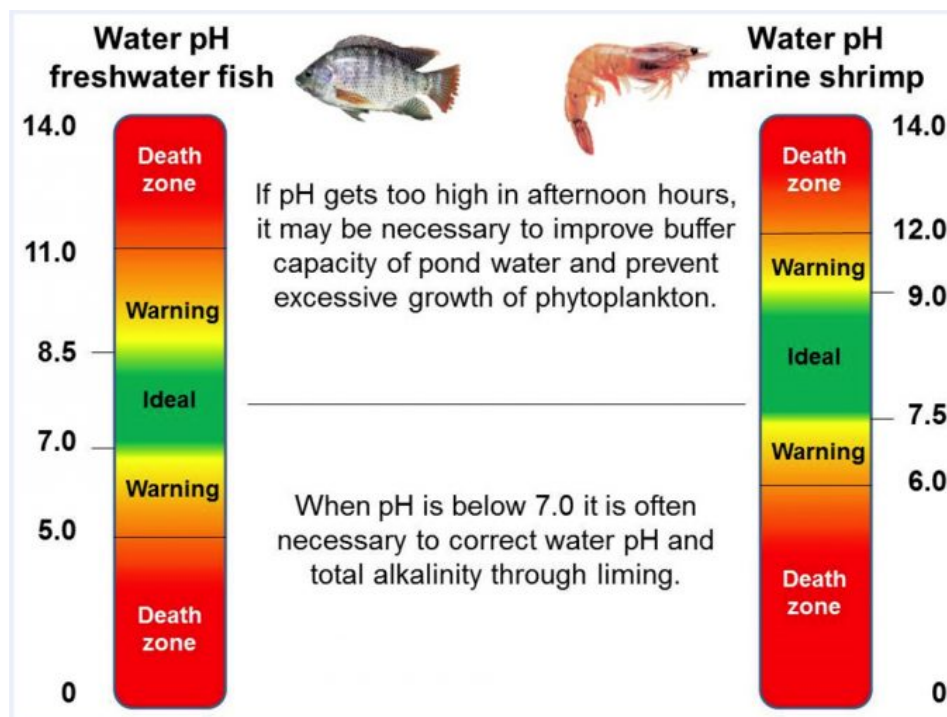 Water pH
freshwater fish
14.0
Death
zone
11.0
Warning
8.5
Ideal
7.0
Warning
5.0
Death
zone
0
If pH gets too high in afternoon hours,
it may be necessary to improve buffer
capacity of pond water and prevent
excessive growth of phytoplankton.
When pH is below 7.0 it is often
necessary to correct water pH and
total alkalinity through liming.
Water pH
marine shrimp
14.0
Death
zone
12.0
Warning
9.0
Ideal
7.5
Warning
6.0
Death
zone
0